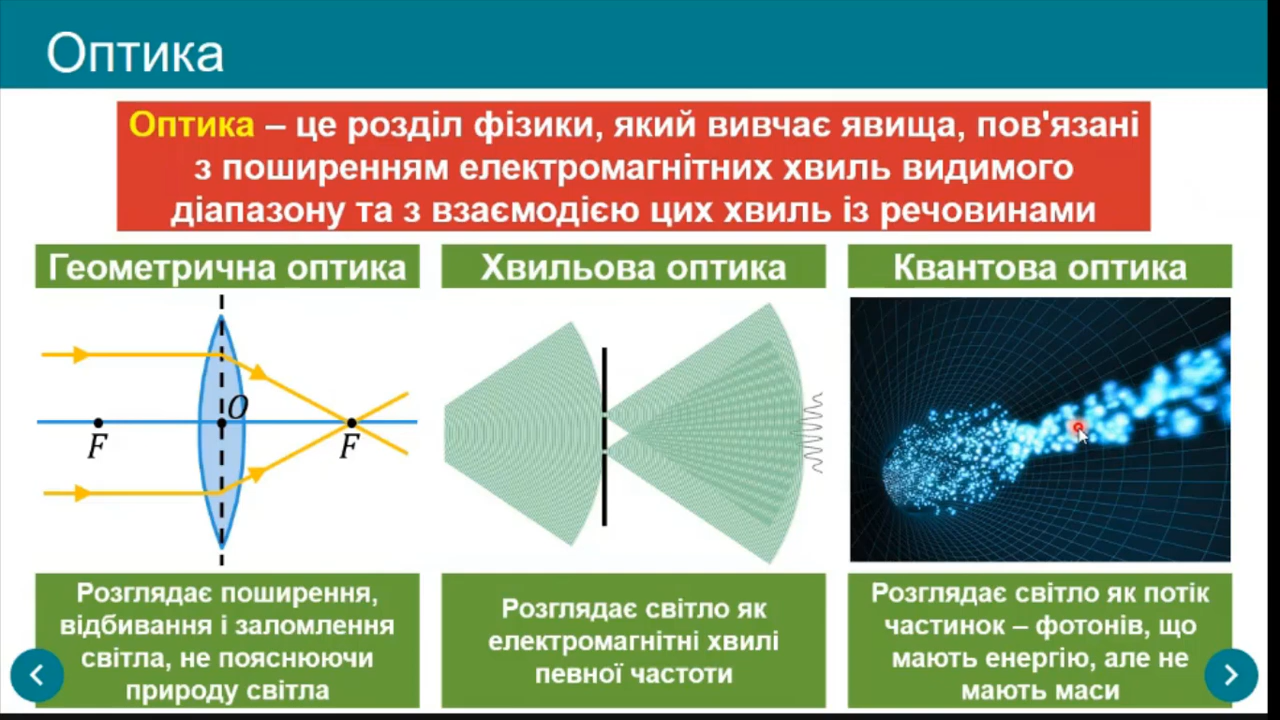 Оптика
Оптика – це розділ фізики, який вивчає явища, пов'язані
з поширенням електромагнітних хвиль видимого
діапазону та з взаємодією цих хвиль із речовинами
Геометрична оптика
Хвильова оптика
Квантова оптика
O
F
F
Розглядає поширення,
відбивання і заломлення
світла, не пояснюючи
природу світла
Розглядає світло як
електромагнітні хвилі
певної частоти
Розглядає світло як потік
частинок – фотонів, що
мають енергію, але не
мають маси